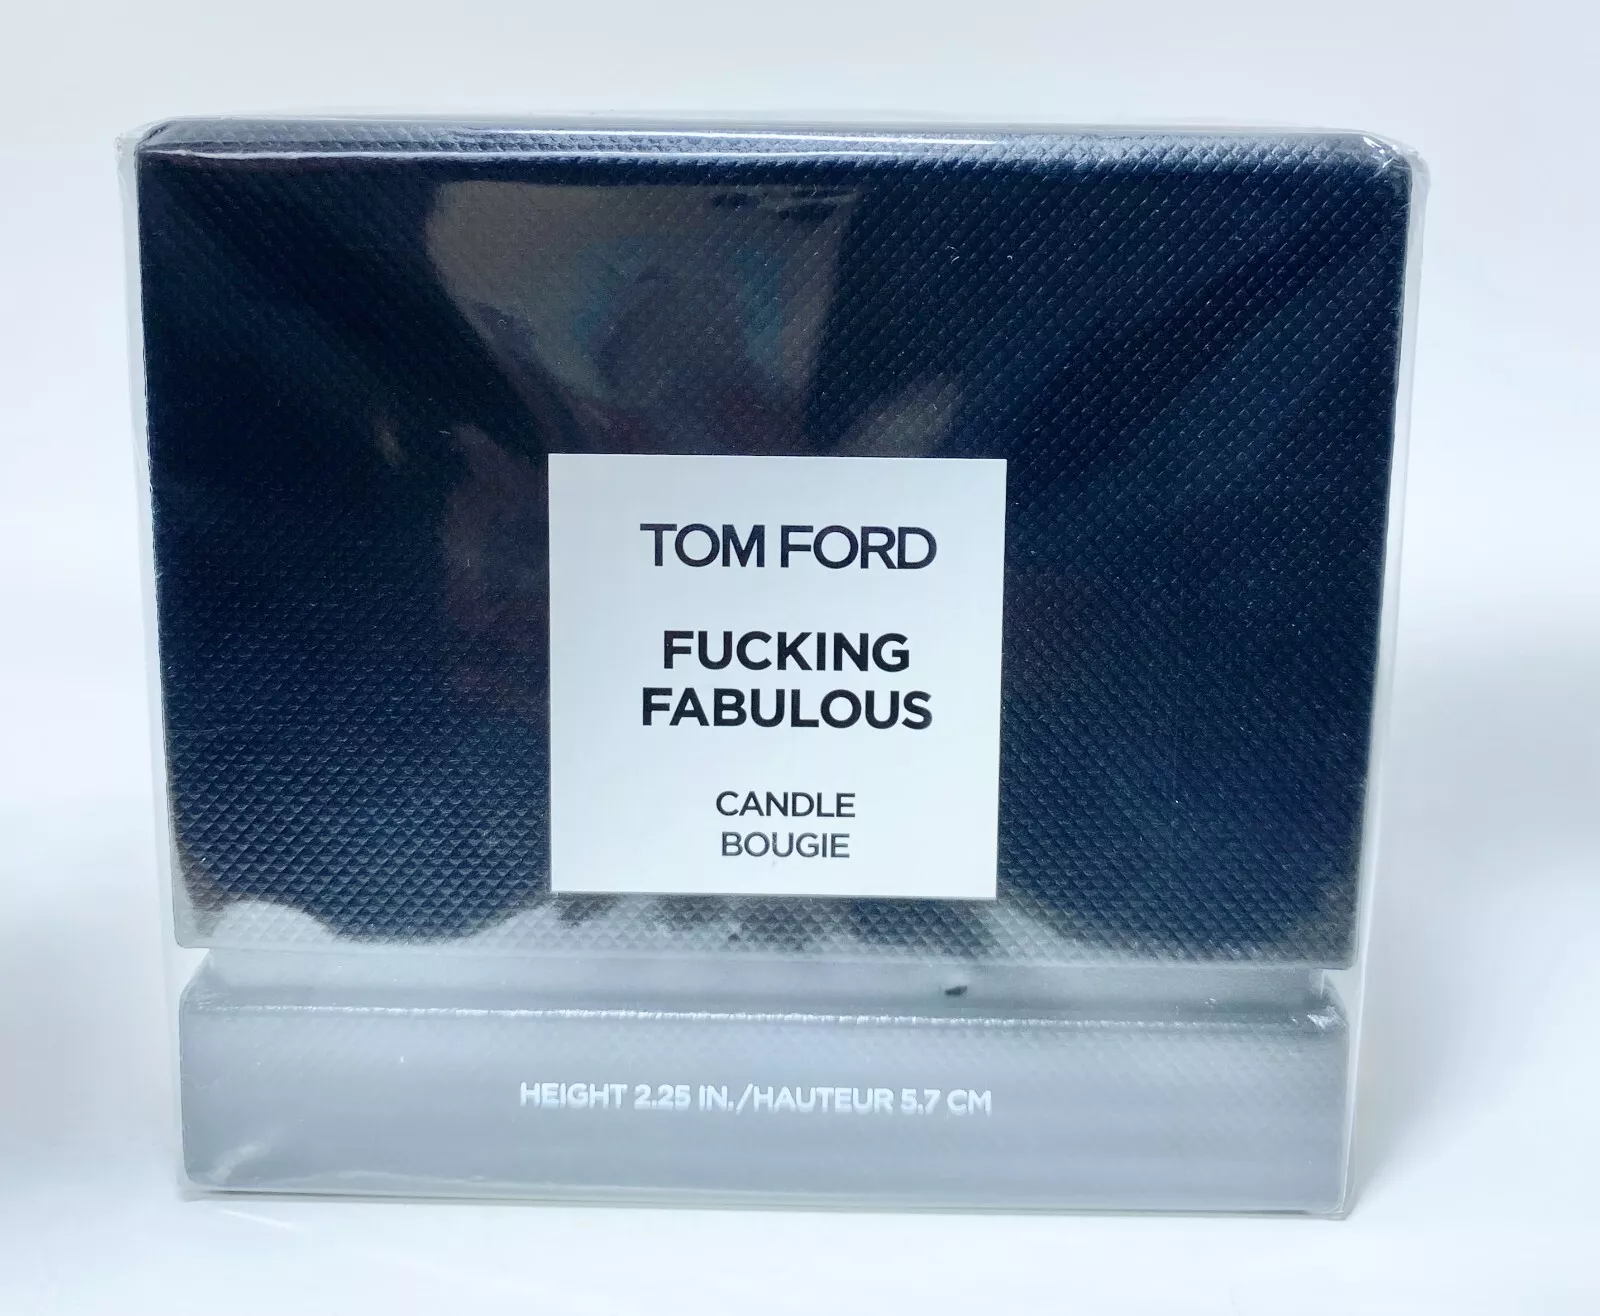 TOM FORD
FUCKING
FABULOUS
CANDLE
BOUGIE
HEIGHT 2.25 IN./HAUTEUR 5.7 CM